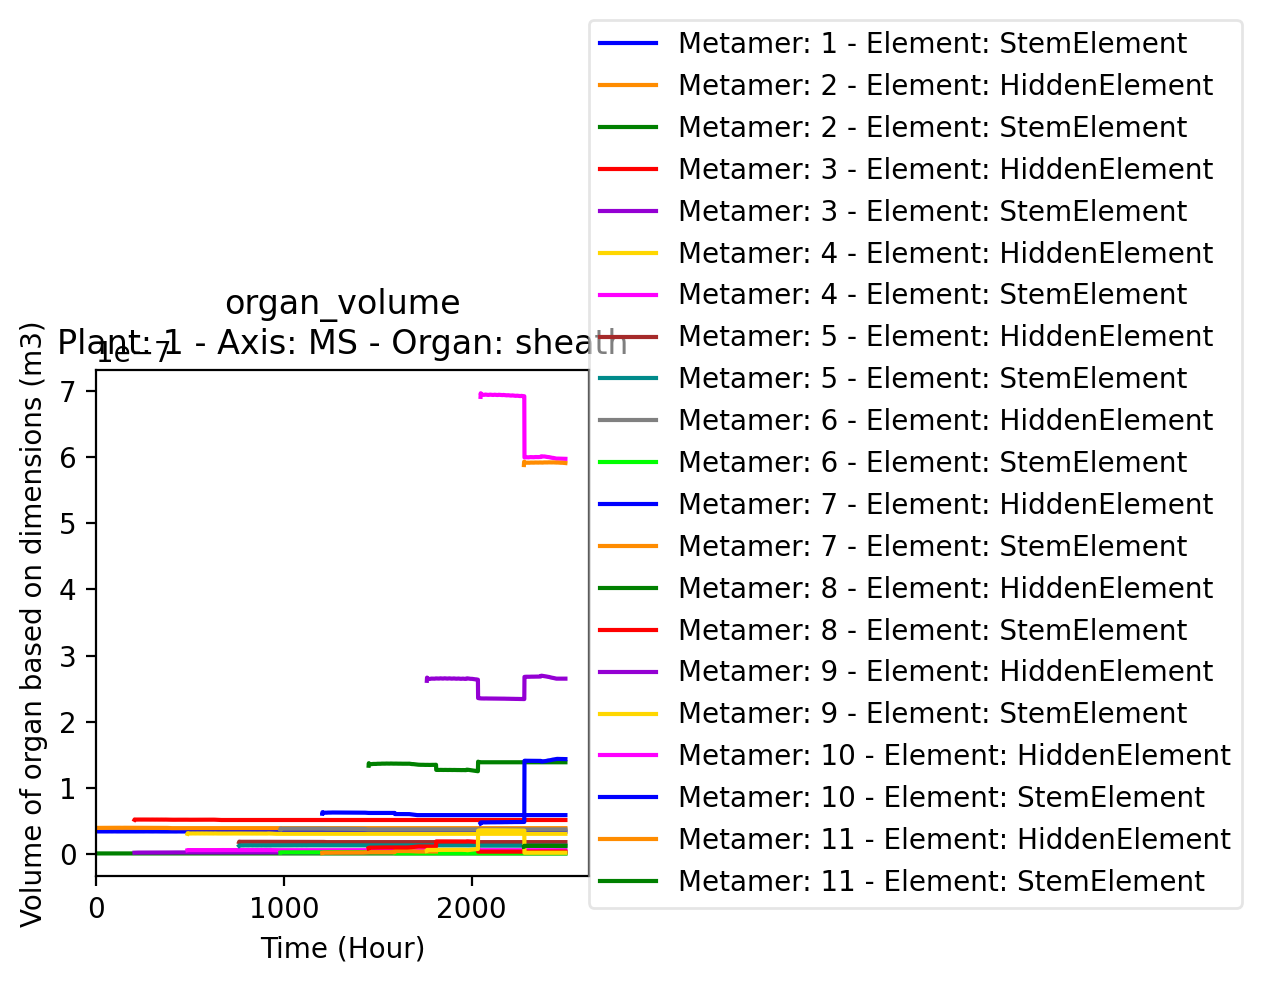 organ_volume
Plant: 1 - Axis: MS - Organ: sheath
1e−7
Volume of organ based on dimensions (m3)
7
6
5
4
3
2
1
0
0 1000 2000
Time (Hour)
Metamer: 1 - Element: StemElement
Metamer: 2 - Element: HiddenElement
Metamer: 2 - Element: StemElement
Metamer: 3 - Element: HiddenElement
Metamer: 3 - Element: StemElement
Metamer: 4 - Element: HiddenElement
Metamer: 4 - Element: StemElement
Metamer: 5 - Element: HiddenElement
Metamer: 5 - Element: StemElement
Metamer: 6 - Element: HiddenElement
Metamer: 6 - Element: StemElement
Metamer: 7 - Element: HiddenElement
Metamer: 7 - Element: StemElement
Metamer: 8 - Element: HiddenElement
Metamer: 8 - Element: StemElement
Metamer: 9 - Element: HiddenElement
Metamer: 9 - Element: StemElement
Metamer: 10 - Element: HiddenElement
Metamer: 10 - Element: StemElement
Metamer: 11 - Element: HiddenElement
Metamer: 11 - Element: StemElement